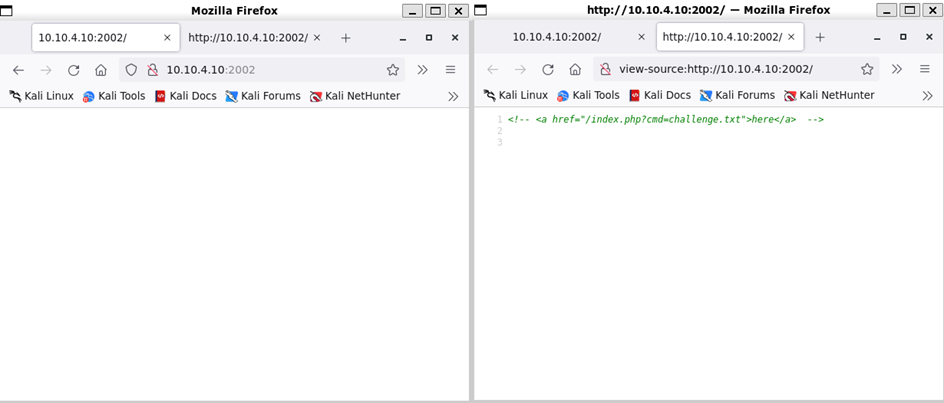 Mozilla Firefox
10.10.4.10:2002/
http://10.10.4.10:2002/
10.10.4.10:2002
Kali Linux Kali Tools Kali Docs Kali Forums Kali NetHunter
http://10.10.4.10:2002/ — Mozilla Firefox
10.10.4.10:2002/
http://10.10.4.10:2002/
view-source:http://10.10.4.10:2002/
Kali Linux Kali Tools Kali Docs Kali Forums Kali NetHunter
1 <!-- <a href="/index.php?cmd=challenge.txt">here</a>  -->
2
3